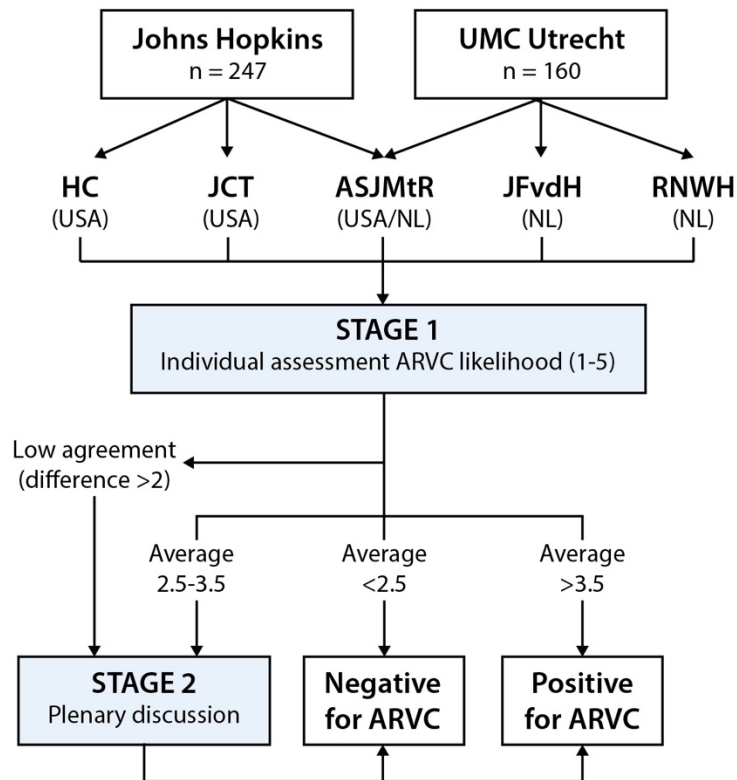 Johns Hopkins
n = 247
UMC Utrecht
n = 160
HC
(USA)
JCT
(USA)
ASJMtR
(USA/NL)
JFvdH
(NL)
RNWH
(NL)
STAGE 1
Individual assessment ARVC likelihood (1-5)
Low agreement
(difference >2)
Average
2.5-3.5
Average
<2.5
Average
>3.5
STAGE 2
Plenary discussion
Negative
for ARVC
Positive
for ARVC